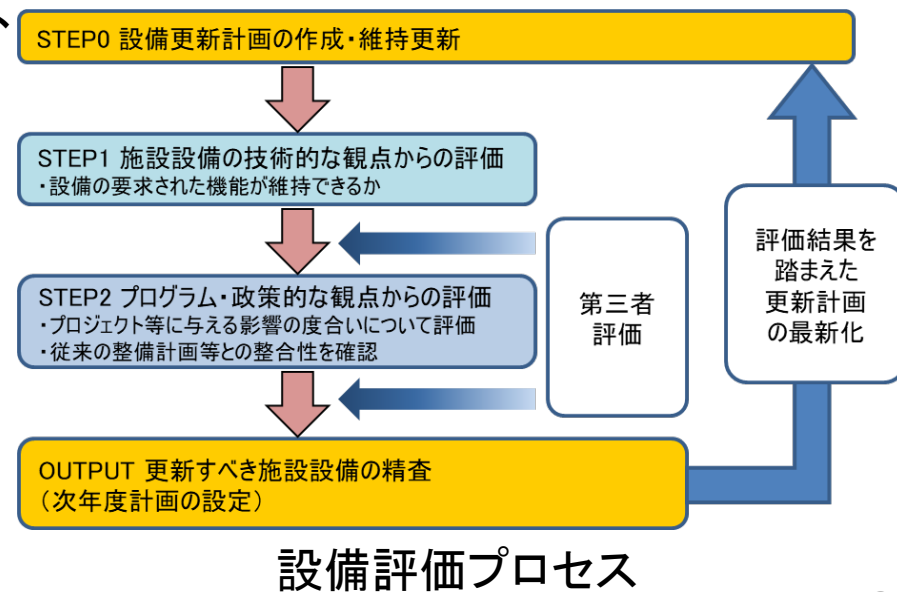 STEP0 設備更新計画の作成・維持更新
STEP1 施設設備の技術的な観点からの評価
・設備の要求された機能が維持できるか
STEP2 プログラム・政策的な観点からの評価
・プロジェクト等に与える影響の度合いについて評価
・従来の整備計画等との整合性を確認
第三者
評価
評価結果を
踏まえた
更新計画
の最新化
OUTPUT 更新すべき施設設備の精査
（次年度計画の設定）
設備評価プロセス